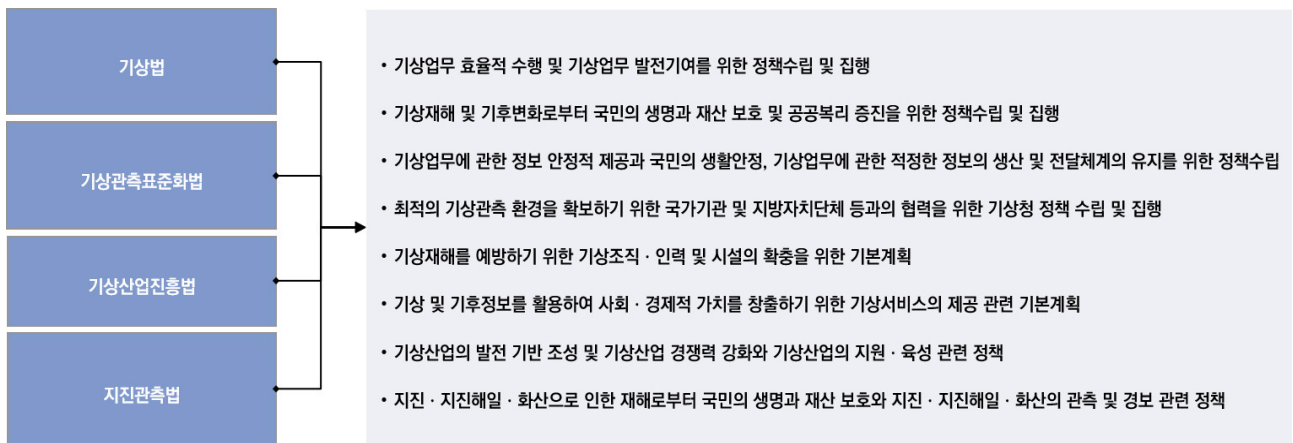 기상법
기상관측표준화법
기상산업진흥법
지진관측법
• 기상업무 효율적 수행 및 기상업무 발전기여를 위한 정책수립 및 집행
• 기상재해 및 기후변화로부터 국민의 생명과 재산 보호 및 공공복리 증진을 위한 정책수립 및 집행
• 기상업무에 관한 정보 안정적 제공과 국민의 생활안정, 기상업무에 관한 적정한 정보의 생산 및 전달체계의 유지를 위한 정책수립
• 최적의 기상관측 환경을 확보하기 위한 국가기관 및 지방자치단체 등과의 협력을 위한 기상청 정책 수립 및 집행
• 기상재해를 예방하기 위한 기상조직 · 인력 및 시설의 확충을 위한 기본계획
• 기상 및 기후정보를 활용하여 사회 · 경제적 가치를 창출하기 위한 기상서비스의 제공 관련 기본계획
• 기상산업의 발전 기반 조성 및 기상산업 경쟁력 강화와 기상산업의 지원 · 육성 관련 정책
• 지진 · 지진해일 · 화산으로 인한 재해로부터 국민의 생명과 재산 보호와 지진 · 지진해일 · 화산의 관측 및 경보 관련 정책